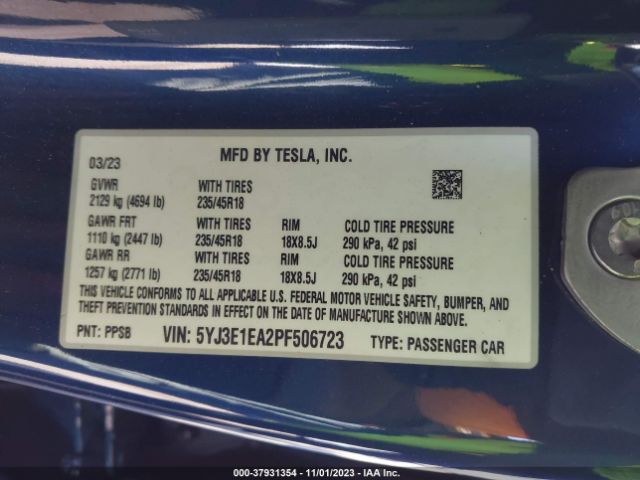 MFD BY TESLA, INC.
03/23
GVWR WITH TIRES
2129 kg (4694 lb) 235/45R18
GAWR FRT WITH TIRES RIM COLD TIRE PRESSURE
1110 kg (2447 lb) 235/45R18 18X8.5J 290 kPa, 42 psi
GAWR RR WITH TIRES RIM COLD TIRE PRESSURE
1257 kg (2771 lb) 235/45R18 18X8.5J 290 kPa, 42 psi
THIS VEHICLE CONFORMS TO ALL APPLICABLE U.S. FEDERAL MOTOR VEHICLE SAFETY, BUMPER, AND
THEFT PREVENTION STANDARDS IN EFFECT ON THE DATE OF MANUFACTURE SHOWN ABOVE.
PNT: PPSB VIN: 5YJ3E1EA2PF506723 TYPE: PASSENGER CAR
000-37931354 - 11/01/2023 - IAA Inc.